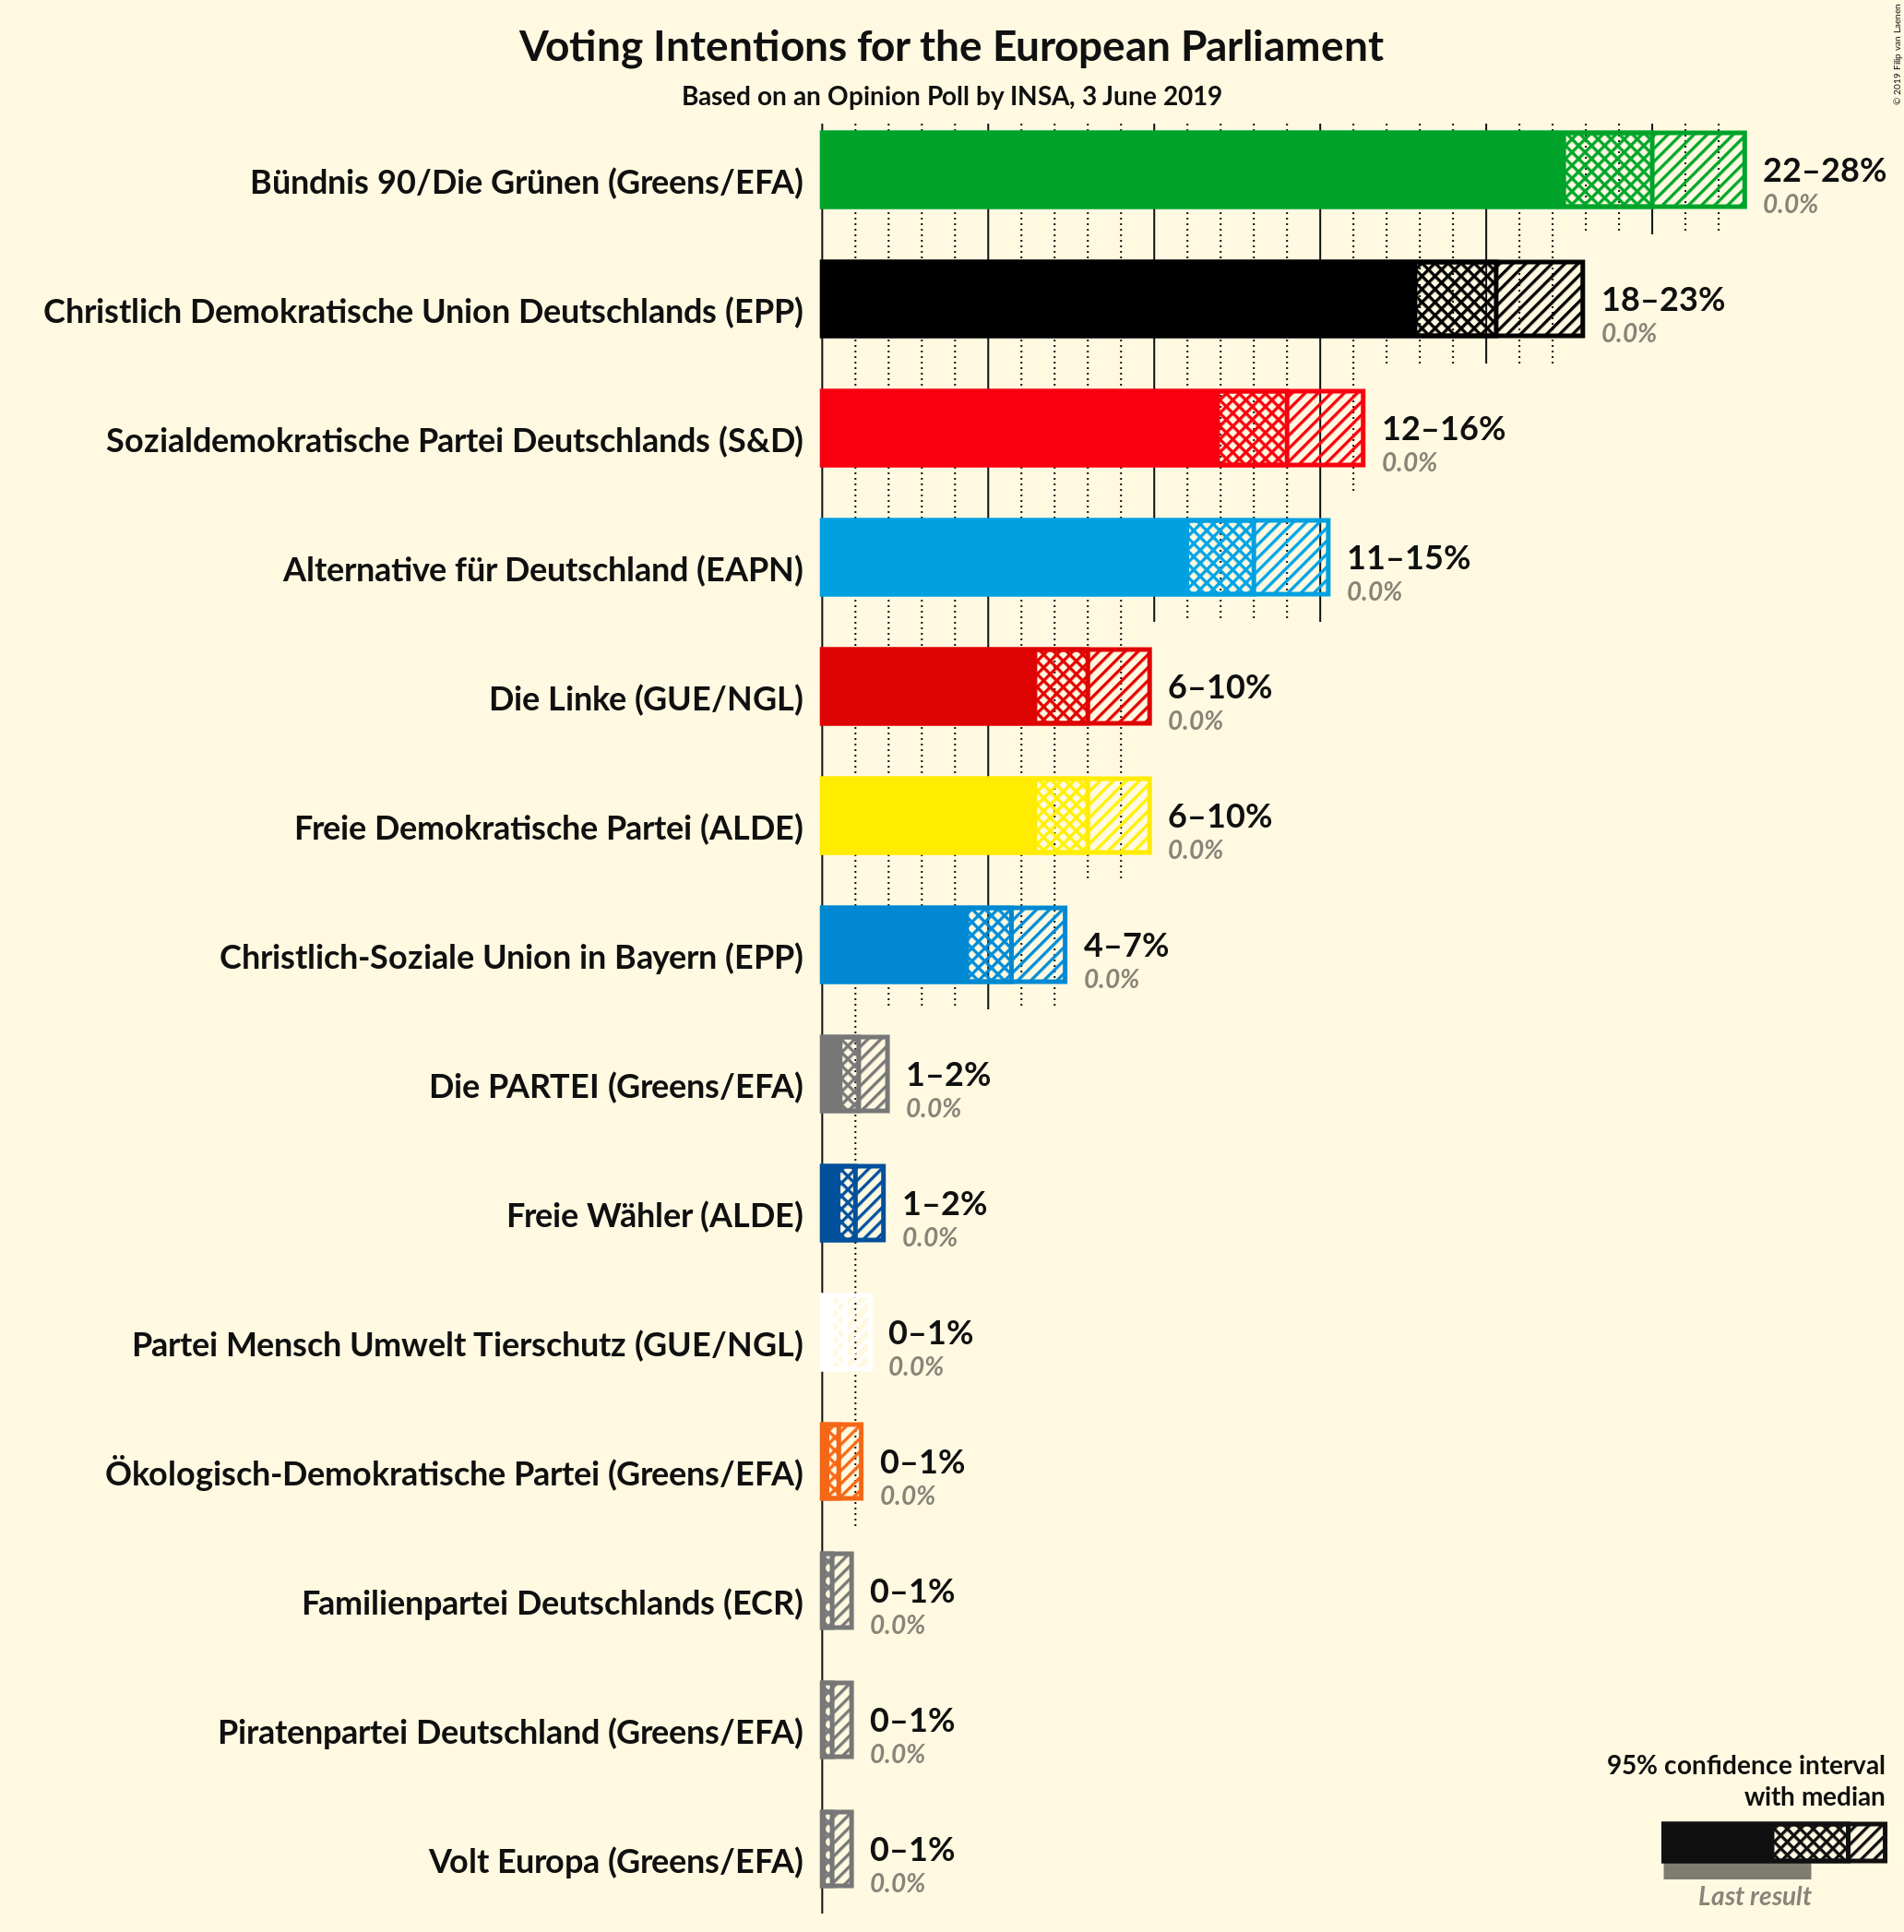 Voting Intentions for the European Parliament
Based on an Opinion Poll by INSA, 3 June 2019
© 2019 Filip van Laenen
Bündnis 90/Die Grünen (Greens/EFA)
22–28%
0.0%
Christlich Demokratische Union Deutschlands (EPP)
18–23%
0.0%
Sozialdemokratische Partei Deutschlands (S&D)
12–16%
0.0%
Alternative für Deutschland (EAPN)
11–15%
0.0%
Die Linke (GUE/NGL)
6–10%
0.0%
Freie Demokratische Partei (ALDE)
6–10%
0.0%
Christlich-Soziale Union in Bayern (EPP)
4–7%
0.0%
Die PARTEI (Greens/EFA)
1–2%
0.0%
Freie Wähler (ALDE)
1–2%
0.0%
Partei Mensch Umwelt Tierschutz (GUE/NGL)
0–1%
0.0%
Ökologisch-Demokratische Partei (Greens/EFA)
0–1%
0.0%
Familienpartei Deutschlands (ECR)
0–1%
0.0%
Piratenpartei Deutschland (Greens/EFA)
0–1%
0.0%
Volt Europa (Greens/EFA)
0–1%
0.0%
95% confidence interval
with median
Last result